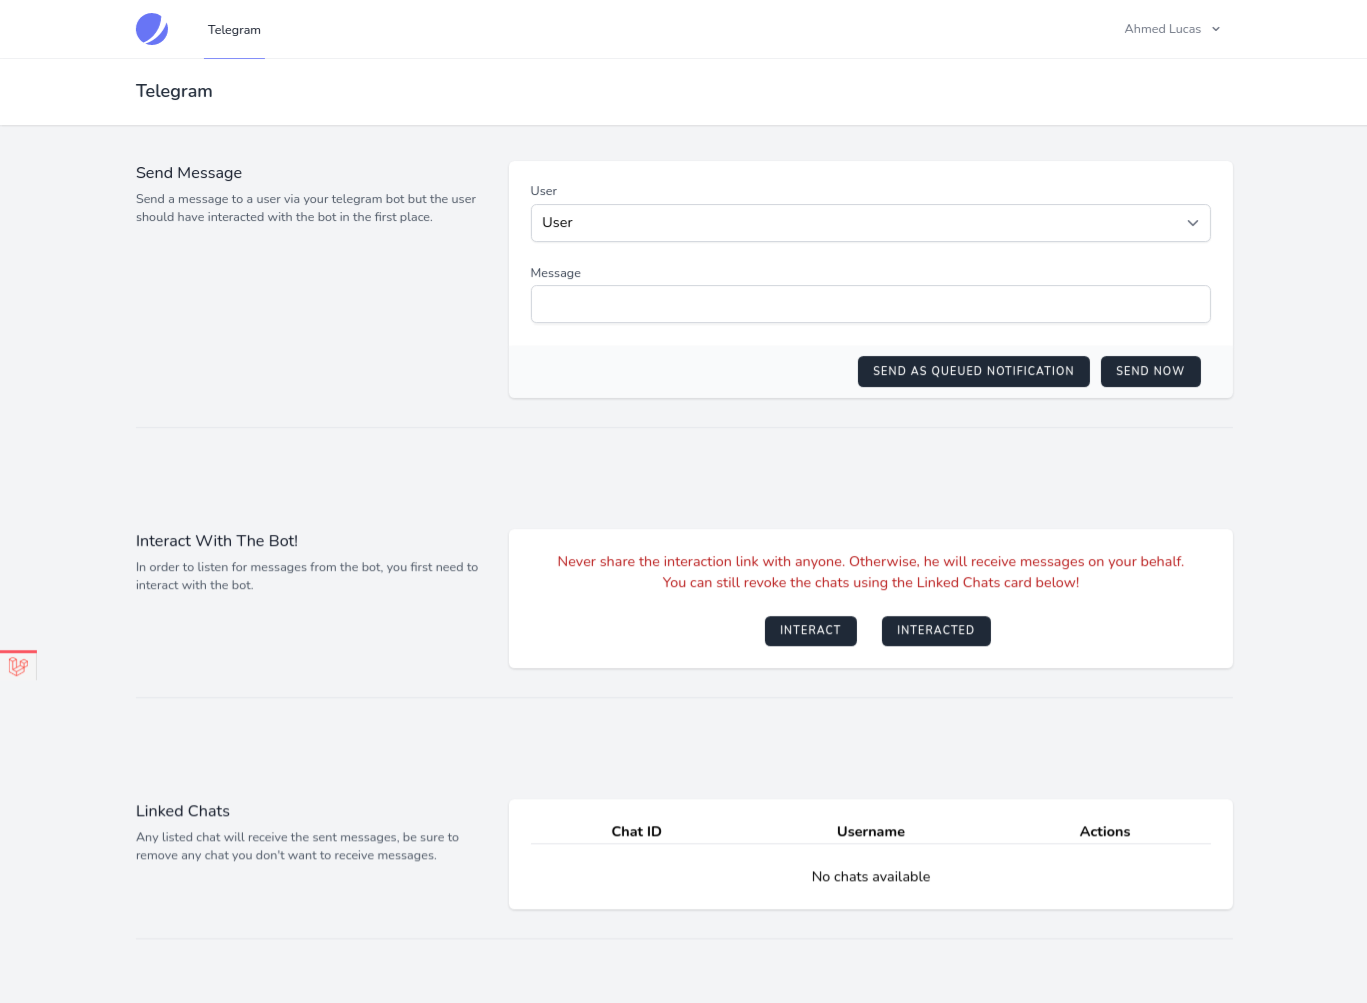 Telegram
Ahmed Lucas
Telegram
Send Message
Send a message to a user via your telegram bot but the user
should have interacted with the bot in the first place.
User
User
Message
SEND AS QUEUED NOTIFICATION
SEND NOW
Interact With The Bot!
In order to listen for messages from the bot, you first need to
interact with the bot.
Never share the interaction link with anyone. Otherwise, he will receive messages on your behalf.
You can still revoke the chats using the Linked Chats card below!
INTERACT
INTERACTED
Linked Chats
Any listed chat will receive the sent messages, be sure to
remove any chat you don't want to receive messages.
Chat ID Username Actions
No chats available